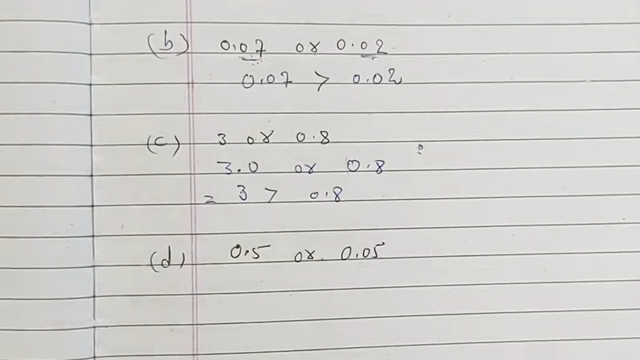 (b) 0.07 or 0.02
0.07 > 0.02
(c) 3 or 0.8
3.0 or 0.8
= 3 > 0.8
(d) 0.5 or 0.05